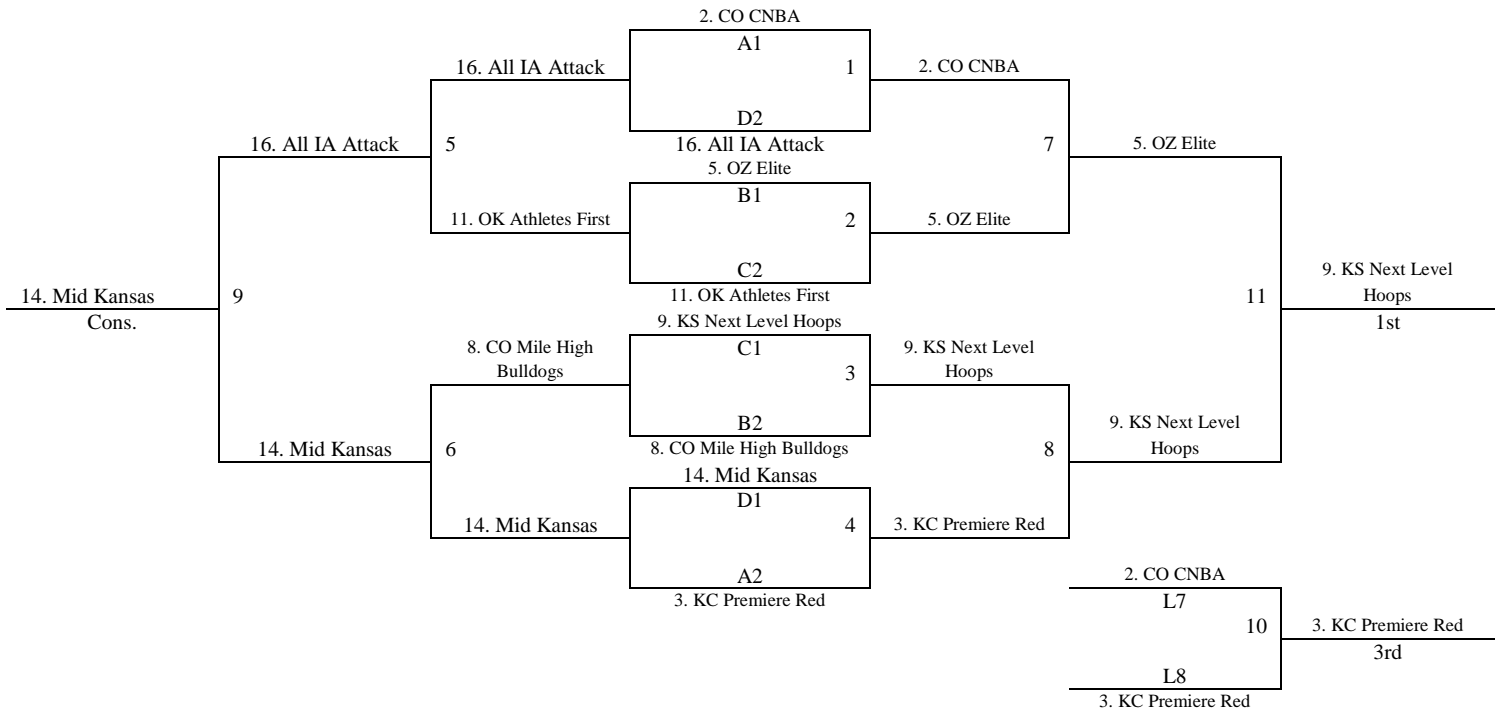 2. CO CNBA
A1
16. All IA Attack
1
2. CO CNBA
D2
16. All IA Attack
5
16. All IA Attack
7
5. OZ Elite
5. OZ Elite
B1
11. OK Athletes First
2
5. OZ Elite
C2
11. OK Athletes First
14. Mid Kansas
Cons.
9
11
9. KS Next Level
Hoops
1st
9. KS Next Level Hoops
C1
8. CO Mile High
Bulldogs
3
9. KS Next Level
Hoops
B2
8. CO Mile High Bulldogs
14. Mid Kansas
6
8
9. KS Next Level
Hoops
14. Mid Kansas
D1
14. Mid Kansas
4
3. KC Premiere Red
A2
3. KC Premiere Red
2. CO CNBA
L7
10
3. KC Premiere Red
3rd
L8
3. KC Premiere Red